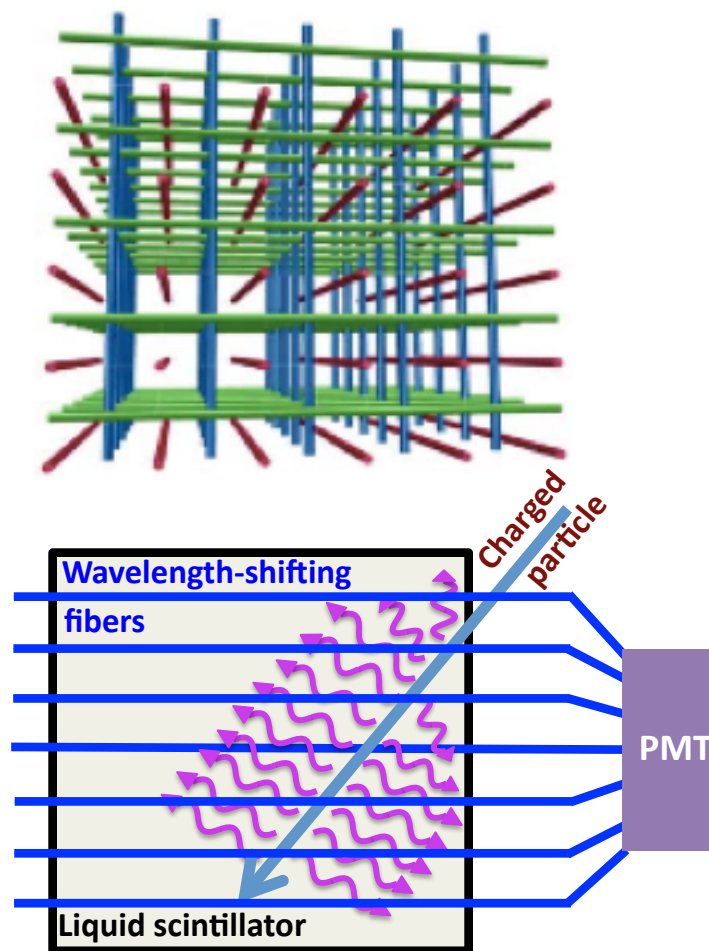 Charged
particle
Wavelength-shifting
fibers
PMT
Liquid scintillator